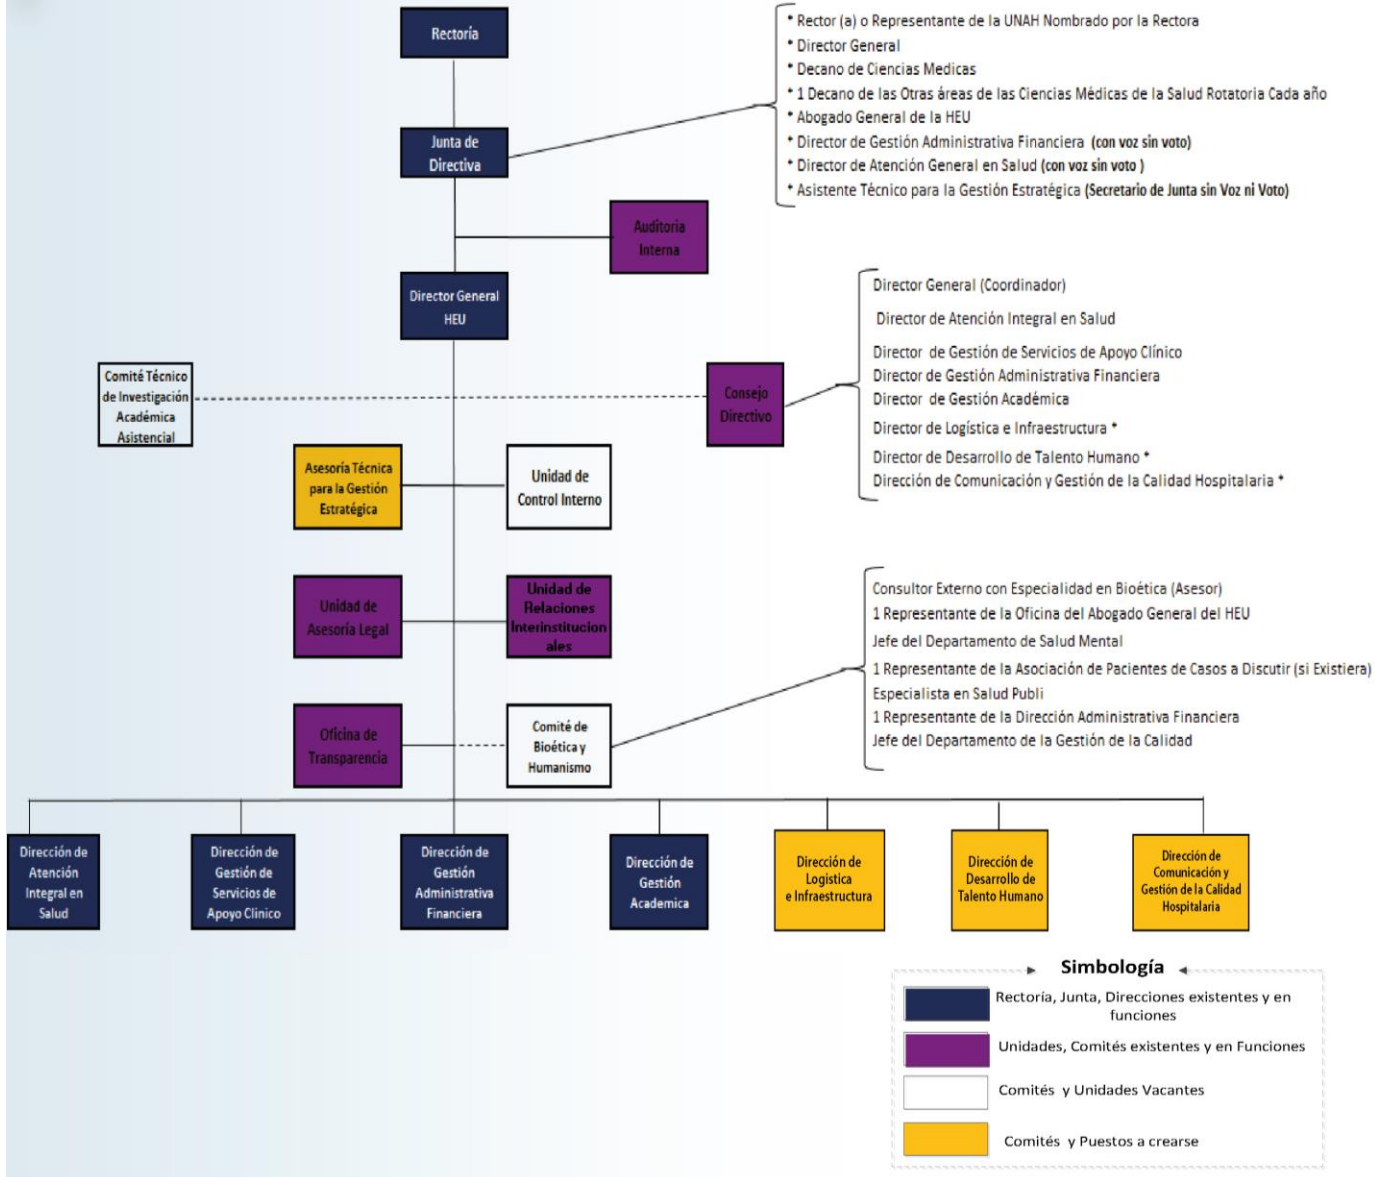 Rectoría
* Rector (a) o Representante de la UNAH Nombrado por la Rectora
* Director General
* Decano de Ciencias Medicas
* 1 Decano de las Otras áreas de las Ciencias Médicas de la Salud Rotatoria Cada año
* Abogado General de la HEU
* Director de Gestión Administrativa Financiera (con voz sin voto)
* Director de Atención General en Salud (con voz sin voto )
* Asistente Técnico para la Gestión Estratégica (Secretario de Junta sin Voz ni Voto)
Junta de
Directiva
Auditoria
Interna
Director General
HEU
Director General (Coordinador)
Director de Atención Integral en Salud
Director de Gestión de Servicios de Apoyo Clínico
Director de Gestión Administrativa Financiera
Director de Gestión Académica
Director de Logística e Infraestructura *
Director de Desarrollo de Talento Humano *
Dirección de Comunicación y Gestión de la Calidad Hospitalaria *
Comité Técnico
de Investigación
Académica
Asistencial
Consejo
Directivo
Asesoría Técnica
para la Gestión
Estratégica
Unidad de
Control Interno
Unidad de
Asesoría Legal
Unidad de
Relaciones
Interinstitucion
ales
Consultor Externo con Especialidad en Bioética (Asesor)
1 Representante de la Oficina del Abogado General del HEU
Jefe del Departamento de Salud Mental
1 Representante de la Asociación de Pacientes de Casos a Discutir (si Existiera)
Especialista en Salud Publi
1 Representante de la Dirección Administrativa Financiera
Jefe del Departamento de la Gestión de la Calidad
Oficina de
Transparencia
Comité de
Bioética y
Humanismo
Dirección de
Atención
Integral en
Salud
Dirección de
Gestión de
Servicios de
Apoyo Clinico
Dirección de
Gestión
Administrativa
Financiera
Dirección de
Gestión
Academica
Dirección de
Logistica
e Infraestructura
Dirección de
Desarrollo de
Talento Humano
Dirección de
Comunicación y
Gestión de la Calidad
Hospitalaria
Simbología
Rectoría, Junta, Direcciones existentes y en
funciones
Unidades, Comités existentes y en Funciones
Comités y Unidades Vacantes
Comités y Puestos a crearse